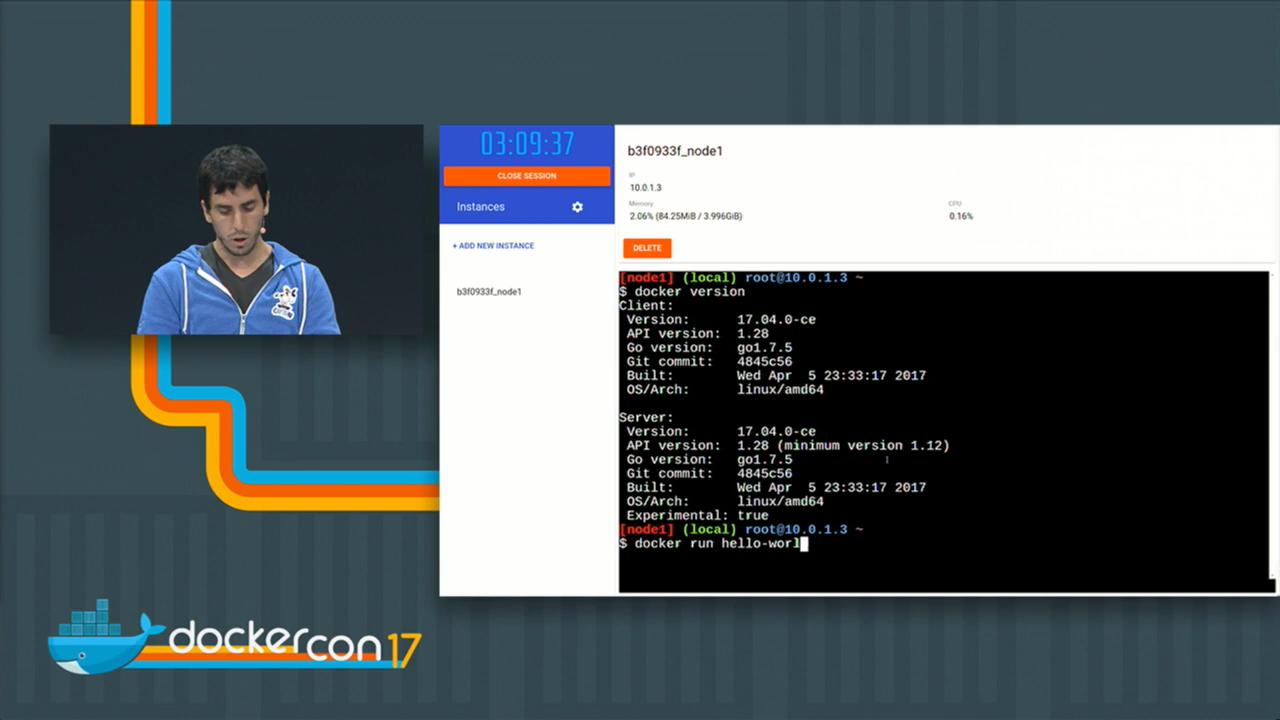 03:09:37
CLOSE SESSION
Instances
+ ADD NEW INSTANCE
b3f0933f_node1
b3f0933f_node1
IP
10.0.1.3
Memory
2.06% (84.25MiB / 3.996GiB)
CPU
0.16%
DELETE
[node1] (local) root@10.0.1.3 ~
$ docker version
Client:
Version: 17.04.0-ce
API version: 1.28
Go version: go1.7.5
Git commit: 4845c56
Built: Wed Apr 5 23:33:17 2017
OS/Arch: linux/amd64
Server:
Version: 17.04.0-ce
API version: 1.28 (minimum version 1.12)
Go version: go1.7.5
Git commit: 4845c56
Built: Wed Apr 5 23:33:17 2017
OS/Arch: linux/amd64
Experimental: true
[node1] (local) root@10.0.1.3 ~
$ docker run hello-worl
dockercon 17